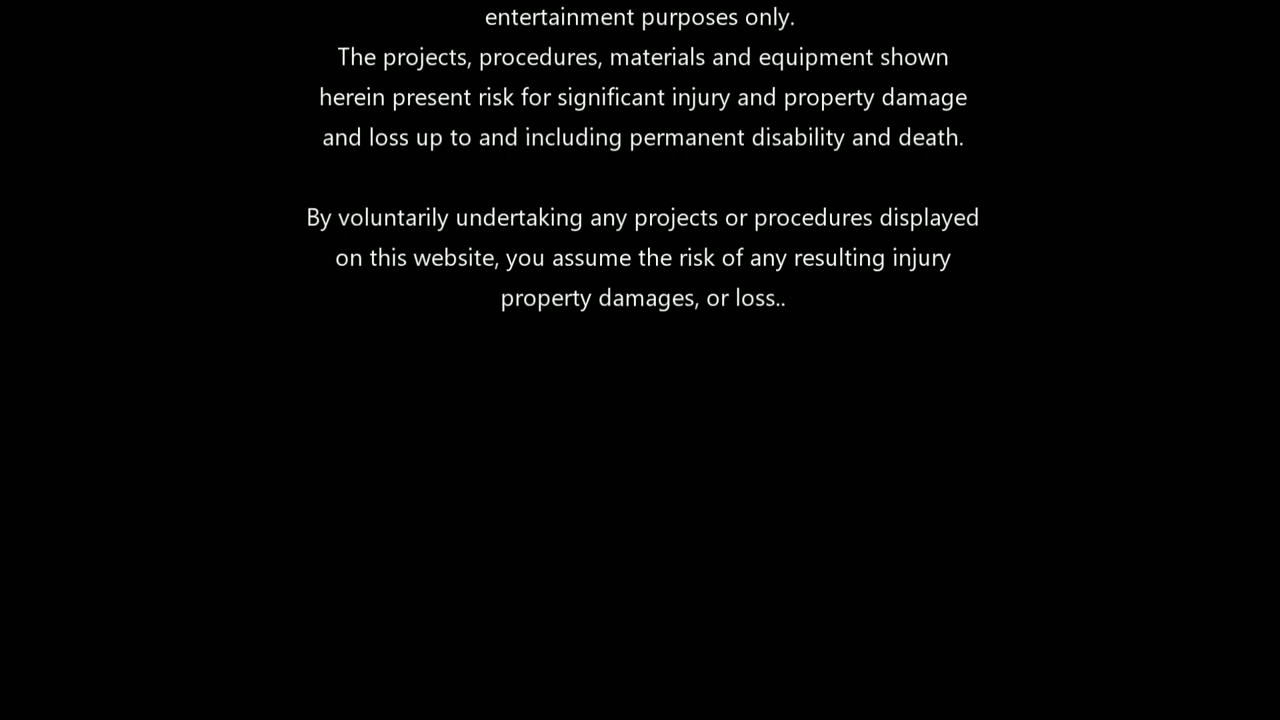 entertainment purposes only.
The projects, procedures, materials and equipment shown
herein present risk for significant injury and property damage
and loss up to and including permanent disability and death.
By voluntarily undertaking any projects or procedures displayed
on this website, you assume the risk of any resulting injury
property damages, or loss..